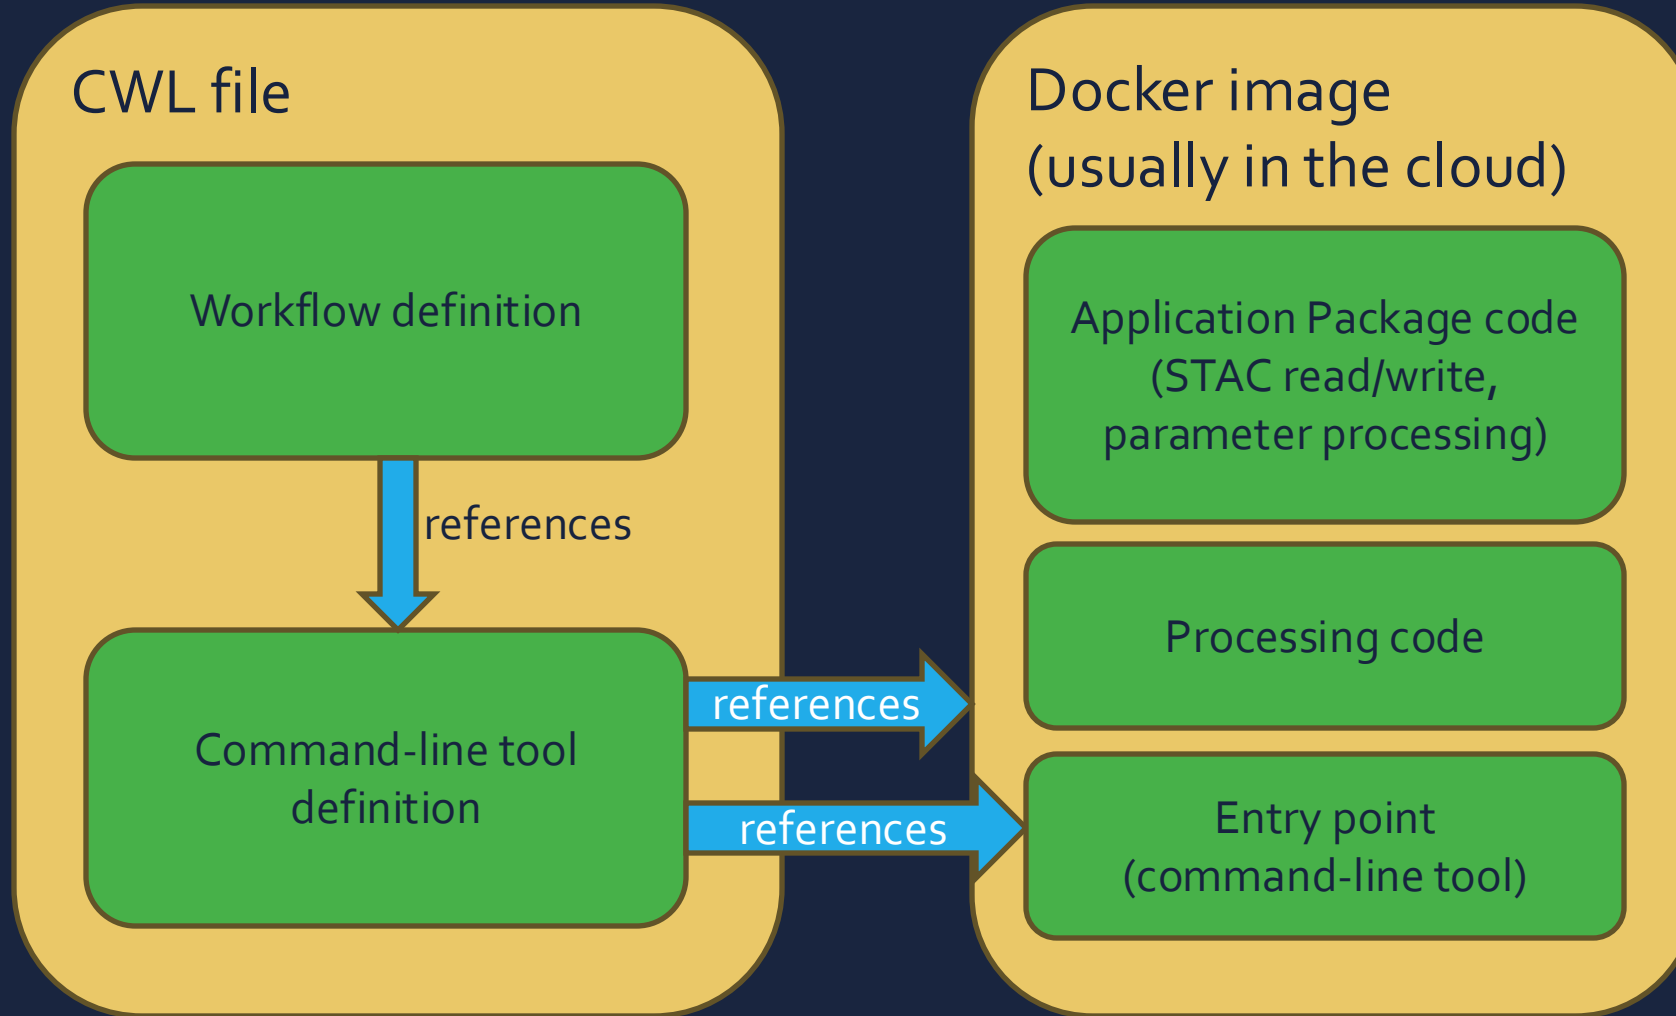 CWL file
Workflow definition
references
Command-line tool
definition
references
references
Docker image
(usually in the cloud)
Application Package code
(STAC read/write,
parameter processing)
Processing code
Entry point
(command-line tool)